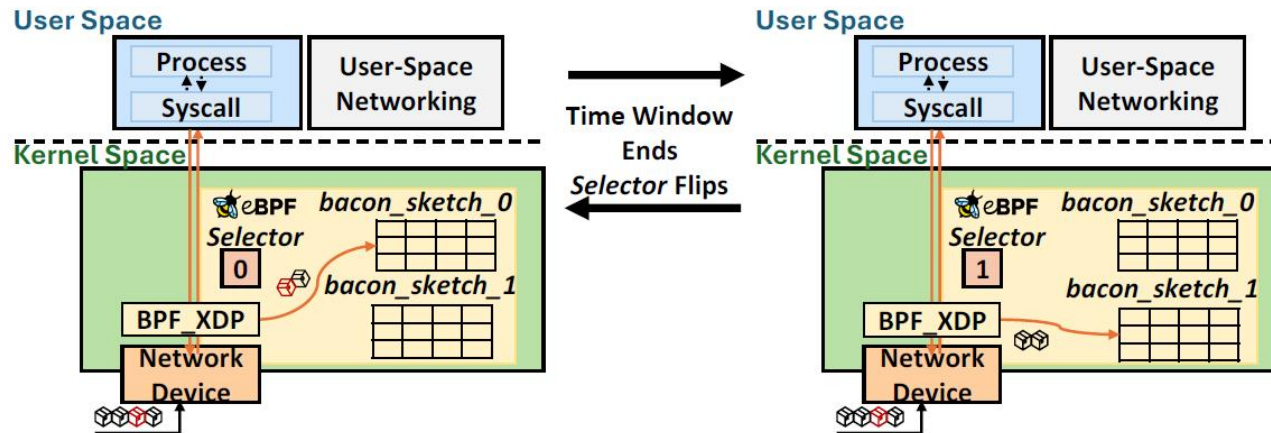 User Space
Process
Syscall
User-Space
Networking
Kernel Space
eBPF
Selector
0
bacon_sketch_0
bacon_sketch_1
BPF_XDP
Network
Device
Time Window
Ends
Selector Flips
User Space
Process
Syscall
User-Space
Networking
Kernel Space
eBPF
Selector
1
bacon_sketch_0
bacon_sketch_1
BPF_XDP
Network
Device